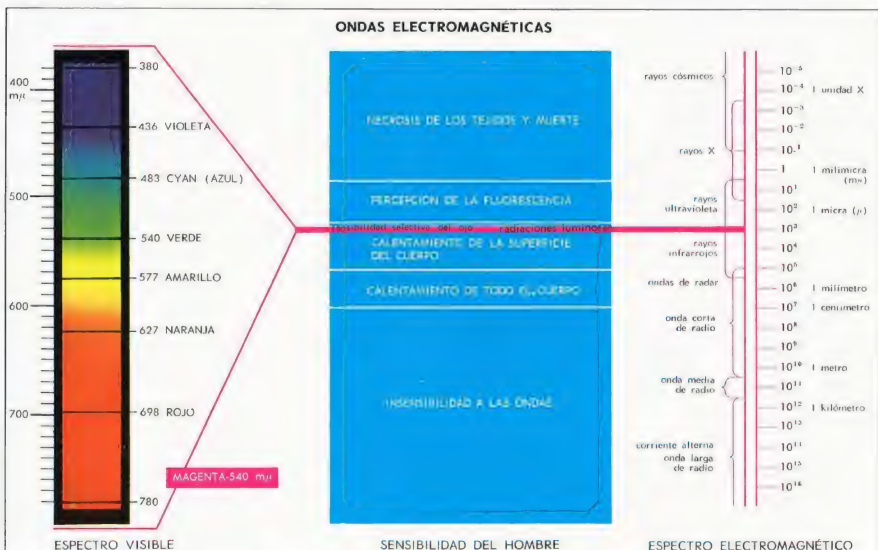 ONDAS ELECTROMAGNÉTICAS
400
mµ
500
600
700
380
436 VIOLETA
483 CYAN (AZUL)
540 VERDE
577 AMARILLO
627 NARANJA
698 ROJO
780
MAGENTA-540 mµ
ESPECTRO VISIBLE
NECROSIS DE LOS TEJIDOS Y MUERTE
PERCEPCION DE LA FLUORESCENCIA
selectiva del ojo radiaciones luminosas
CALENTAMIENTO DE LA SUPERFICIE
DEL CUERPO
CALENTAMIENTO DE TODO EL CUERPO
INSENSIBILIDAD A LAS ONDAS
SENSIBILIDAD DEL HOMBRE
rayos cósmicos
rayos X
rayos
ultravioleta
rayos
infrarrojos
ondas de radar
onda corta
de radio
onda media
de radio
corriente alterna
onda larga
de radio
10⁻⁵
10⁻⁴ 1 unidad X
10⁻³
10⁻²
10⁻¹
1 1 milimicra
(mµ)
10¹
10² 1 micra (µ)
10³
10⁴
10⁵
10⁶ 1 milímetro
10⁷ 1 centímetro
10⁸
10⁹
10¹⁰ 1 metro
10¹¹
10¹² 1 kilómetro
10¹³
10¹⁴
10¹⁵
10¹⁶
ESPECTRO ELECTROMAGNÉTICO